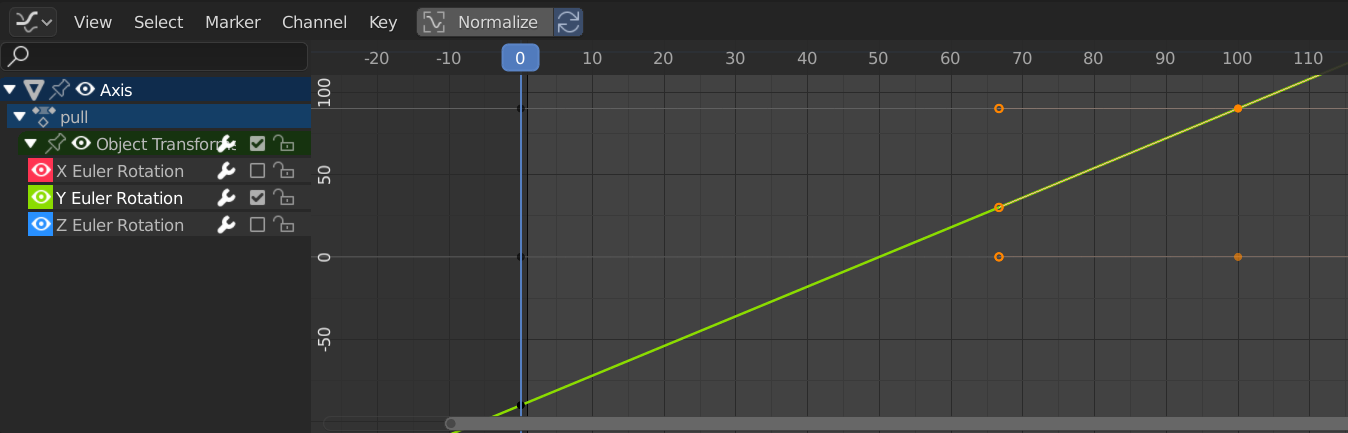 View Select Marker Channel Key Normalize
-20 -10 0 10 20 30 40 50 60 70 80 90 100 110
Axis
pull
Object Transform
X Euler Rotation
Y Euler Rotation
Z Euler Rotation
100
50
0
-50